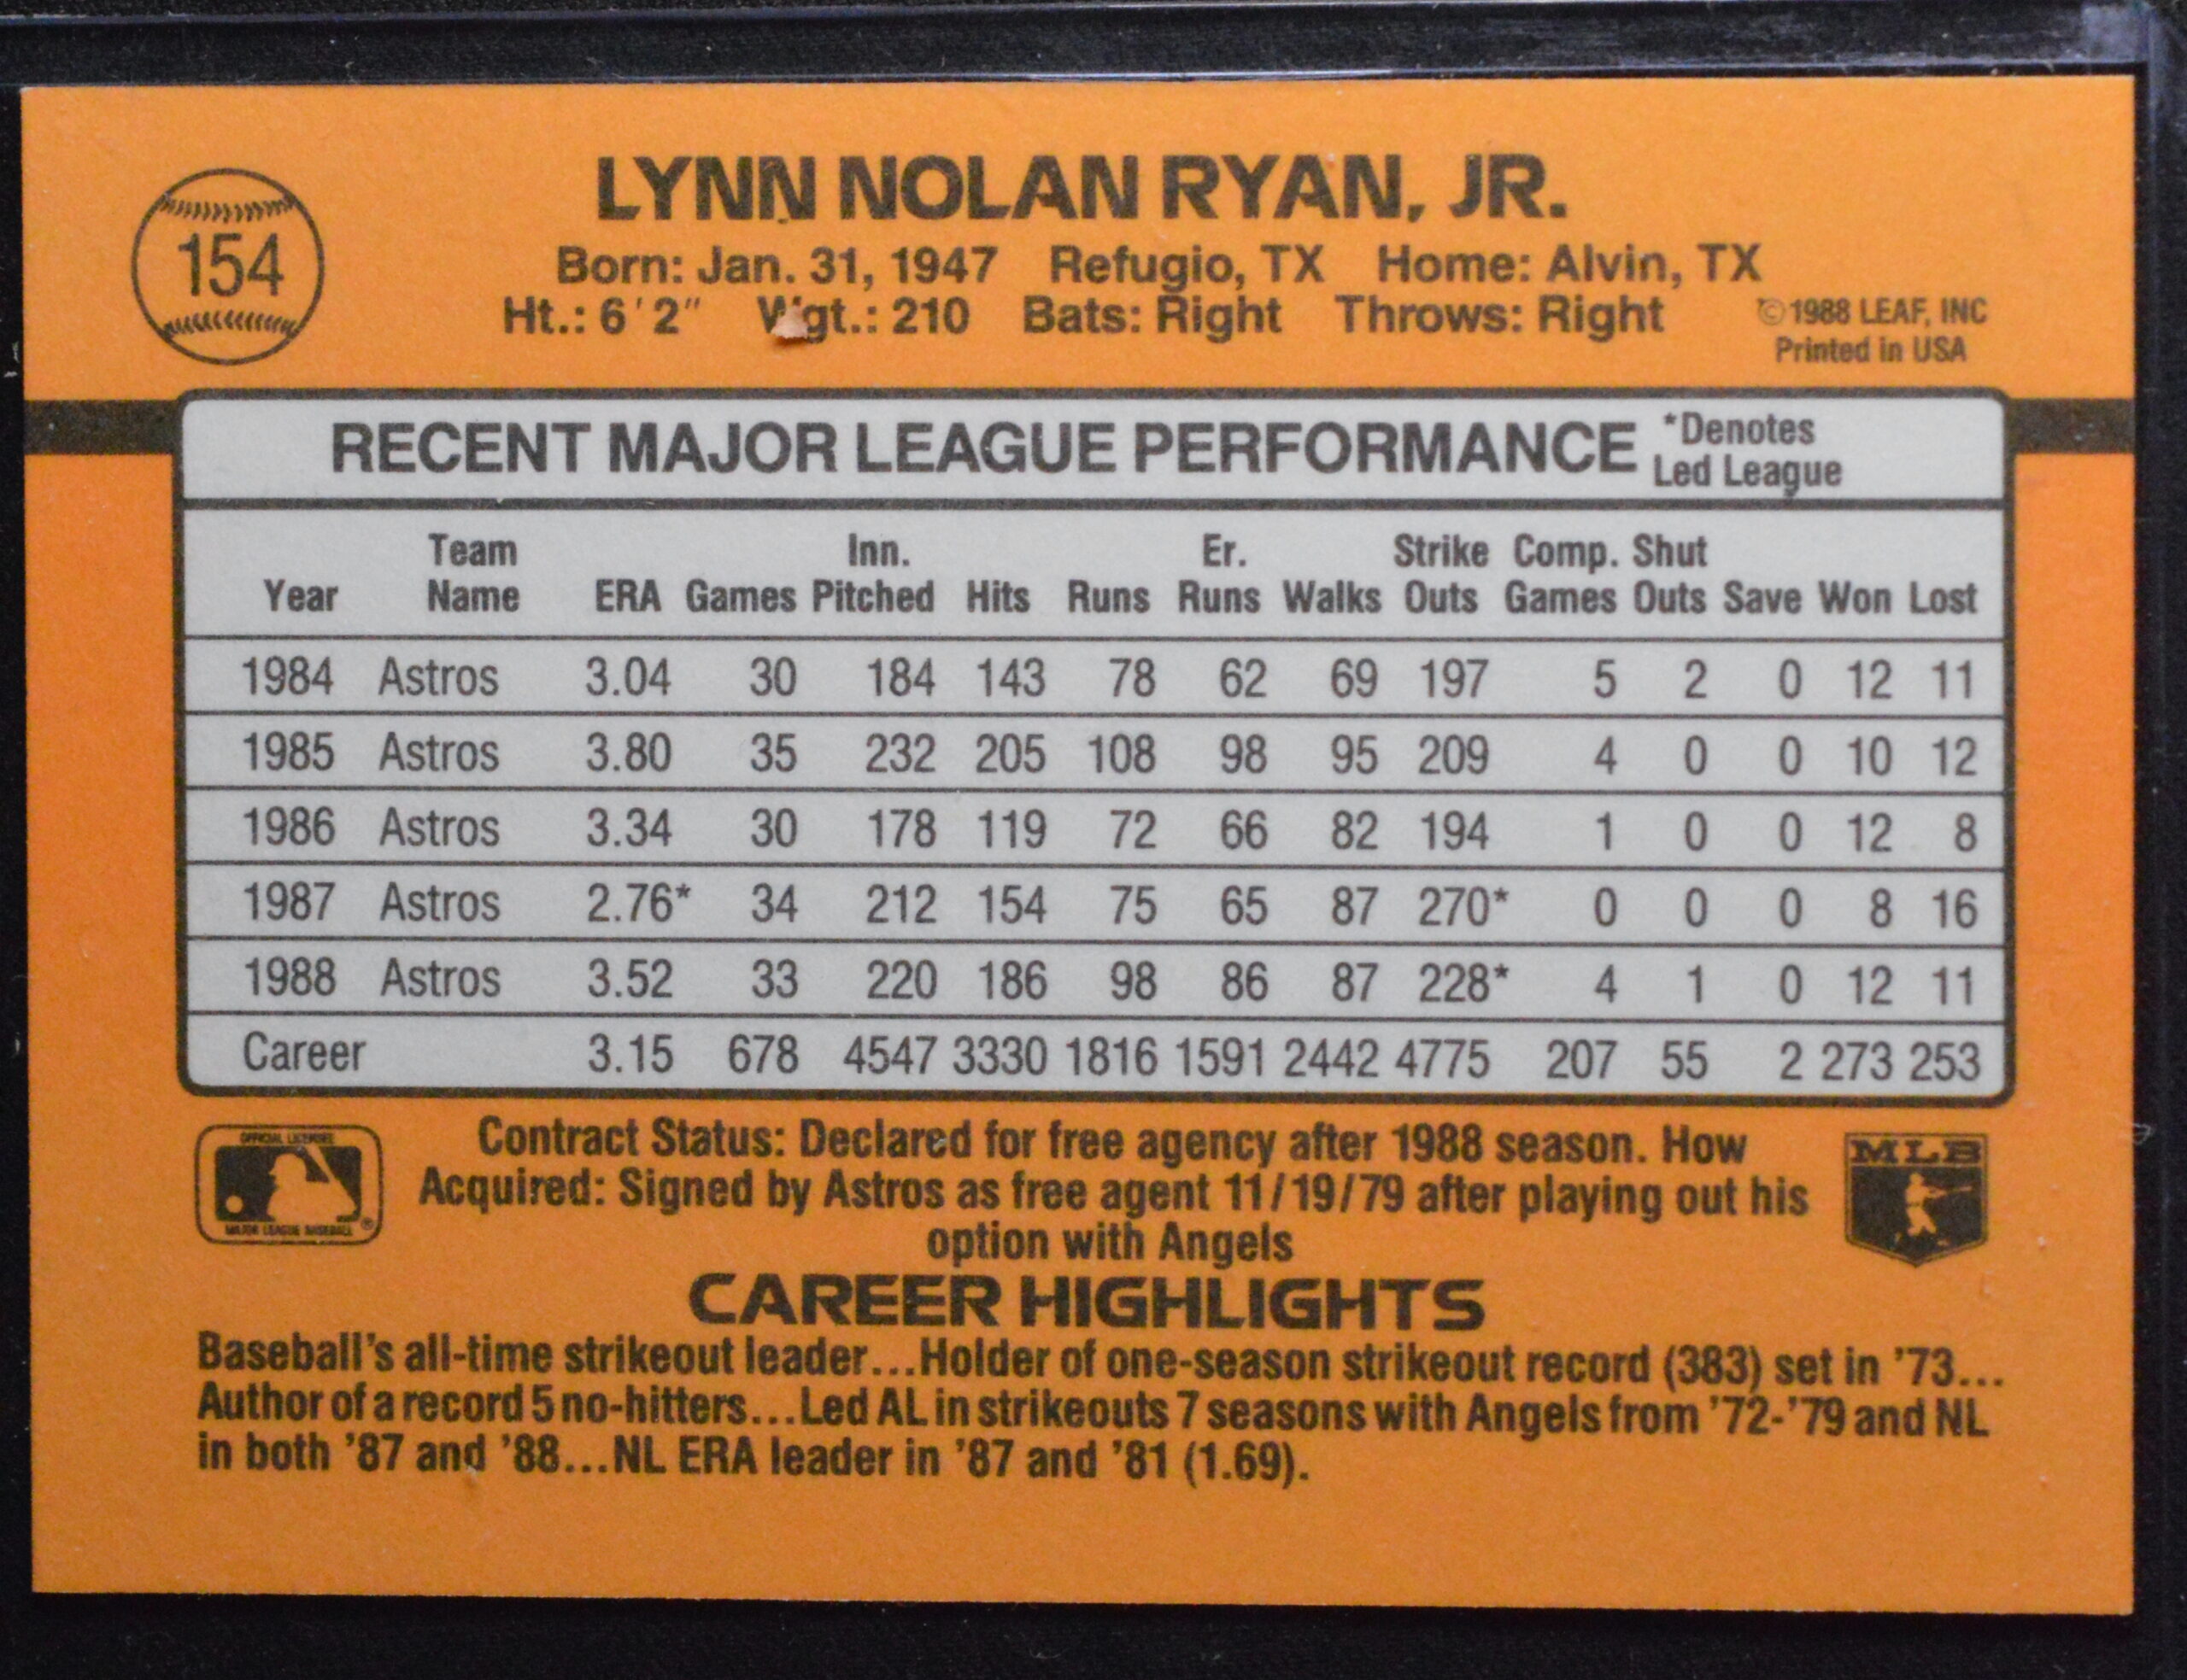 LYNN NOLAN RYAN, JR.
154
Born: Jan. 31, 1947 Refugio, TX Home: Alvin, TX
Ht.: 6'2" Wgt.: 210 Bats: Right Throws: Right
©1988 LEAF, INC
Printed in USA
RECENT MAJOR LEAGUE PERFORMANCE
*Denotes
Led League
Year Team Name ERA Games Inn. Pitched Hits Runs Er. Runs Walks Strike Outs Comp. Games Shut Outs Save Won Lost
1984 Astros 3.04 30 184 143 78 62 69 197 5 2 0 12 11
1985 Astros 3.80 35 232 205 108 98 95 209 4 0 0 10 12
1986 Astros 3.34 30 178 119 72 66 82 194 1 0 0 12 8
1987 Astros 2.76* 34 212 154 75 65 87 270* 0 0 0 8 16
1988 Astros 3.52 33 220 186 98 86 87 228* 4 1 0 12 11
Career 3.15 678 4547 3330 1816 1591 2442 4775 207 55 2 273 253
OFFICIAL LICENSEE
MAJOR LEAGUE BASEBALL ®
Contract Status: Declared for free agency after 1988 season. How
Acquired: Signed by Astros as free agent 11/19/79 after playing out his
option with Angels
MLB
CAREER HIGHLIGHTS
Baseball's all-time strikeout leader...Holder of one-season strikeout record (383) set in '73...
Author of a record 5 no-hitters...Led AL in strikeouts 7 seasons with Angels from '72-'79 and NL
in both '87 and '88...NL ERA leader in '87 and '81 (1.69).